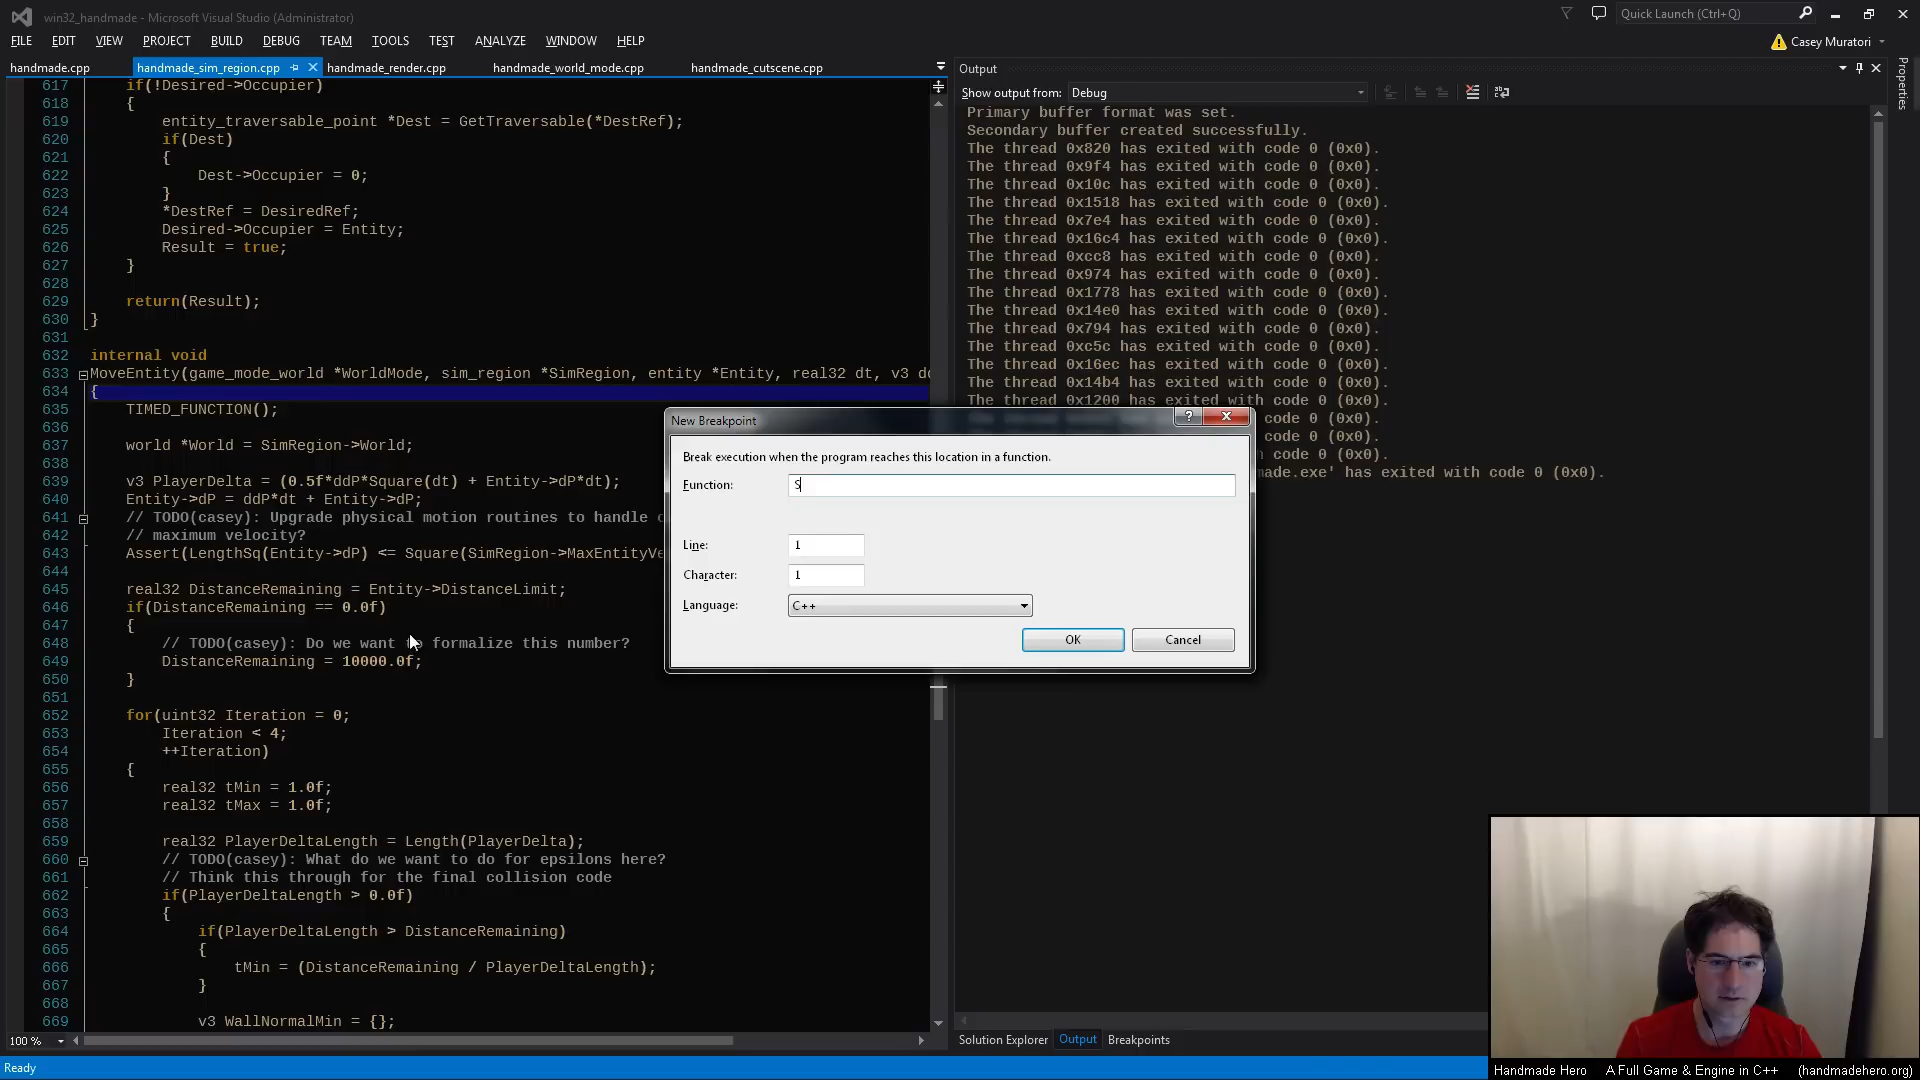 win32_handmade - Microsoft Visual Studio (Administrator)
Quick Launch (Ctrl+Q)
FILE EDIT VIEW PROJECT BUILD DEBUG TEAM TOOLS TEST ANALYZE WINDOW HELP
Casey Muratori
handmade.cpp handmade_sim_region.cpp handmade_render.cpp handmade_world_mode.cpp handmade_cutscene.cpp
617 if(!Desired->Occupier)
618 {
619 entity_traversable_point *Dest = GetTraversable(*DestRef);
620 if(Dest)
621 {
622 Dest->Occupier = 0;
623 }
624 *DestRef = DesiredRef;
625 Desired->Occupier = Entity;
626 Result = true;
627 }
628
629 return(Result);
630 }
631
632 internal void
633 MoveEntity(game_mode_world *WorldMode, sim_region *SimRegion, entity *Entity, real32 dt, v3 dd
634 {
635 TIMED_FUNCTION();
636
637 world *World = SimRegion->World;
638
639 v3 PlayerDelta = (0.5f*ddP*Square(dt) + Entity->dP*dt);
640 Entity->dP = ddP*dt + Entity->dP;
641 // TODO(casey): Upgrade physical motion routines to handle
642 // maximum velocity?
643 Assert(LengthSq(Entity->dP) <= Square(SimRegion->MaxEntityVe
644
645 real32 DistanceRemaining = Entity->DistanceLimit;
646 if(DistanceRemaining == 0.0f)
647 {
648 // TODO(casey): Do we want to formalize this number?
649 DistanceRemaining = 10000.0f;
650 }
651
652 for(uint32 Iteration = 0;
653 Iteration < 4;
654 ++Iteration)
655 {
656 real32 tMin = 1.0f;
657 real32 tMax = 1.0f;
658
659 real32 PlayerDeltaLength = Length(PlayerDelta);
660 // TODO(casey): What do we want to do for epsilons here?
661 // Think this through for the final collision code
662 if(PlayerDeltaLength > 0.0f)
663 {
664 if(PlayerDeltaLength > DistanceRemaining)
665 {
666 tMin = (DistanceRemaining / PlayerDeltaLength);
667 }
668
669 v3 WallNormalMin = {};
100 %
Ready
Output
Show output from: Debug
Primary buffer format was set.
Secondary buffer created successfully.
The thread 0x820 has exited with code 0 (0x0).
The thread 0x9f4 has exited with code 0 (0x0).
The thread 0x10c has exited with code 0 (0x0).
The thread 0x1518 has exited with code 0 (0x0).
The thread 0x7e4 has exited with code 0 (0x0).
The thread 0x16c4 has exited with code 0 (0x0).
The thread 0xcc8 has exited with code 0 (0x0).
The thread 0x974 has exited with code 0 (0x0).
The thread 0x1778 has exited with code 0 (0x0).
The thread 0x14e0 has exited with code 0 (0x0).
The thread 0x794 has exited with code 0 (0x0).
The thread 0xc5c has exited with code 0 (0x0).
The thread 0x16ec has exited with code 0 (0x0).
The thread 0x14b4 has exited with code 0 (0x0).
The thread 0x1200 has exited with code 0 (0x0).
code 0 (0x0).
code 0 (0x0).
code 0 (0x0).
made.exe' has exited with code 0 (0x0).
Properties
New Breakpoint
Break execution when the program reaches this location in a function.
Function: S
Line: 1
Character: 1
Language: C++
OK Cancel
Solution Explorer Output Breakpoints
Handmade Hero A Full Game & Engine in C++ (handmadehero.org)